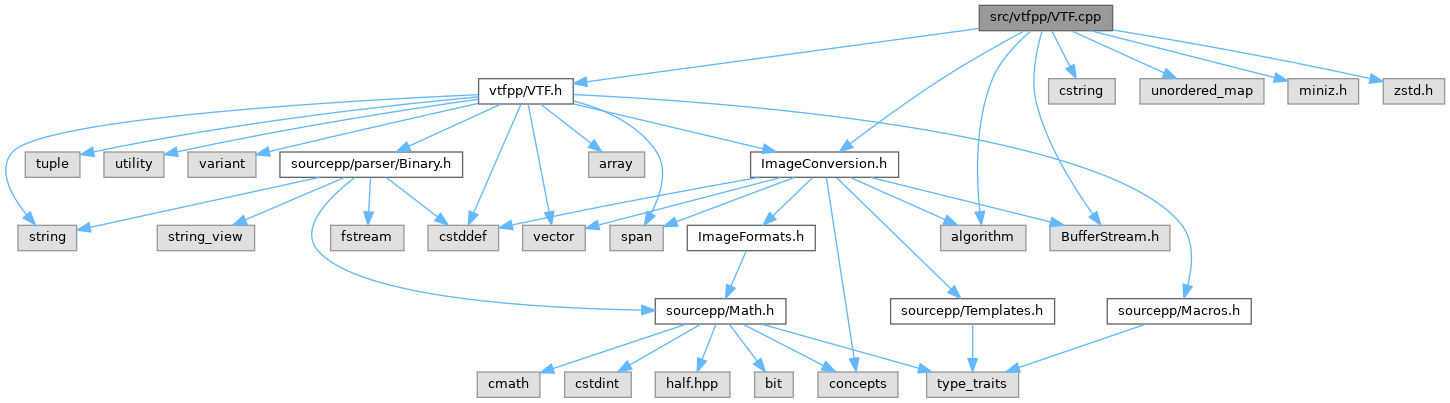 src/vtfpp/VTF.cpp
vtfpp/VTF.h
cstring
unordered_map
miniz.h
zstd.h
tuple
utility
variant
sourcepp/parser/Binary.h
array
ImageConversion.h
string
string_view
fstream
cstddef
vector
span
ImageFormats.h
algorithm
BufferStream.h
sourcepp/Math.h
sourcepp/Templates.h
sourcepp/Macros.h
cmath
cstdint
half.hpp
bit
concepts
type_traits